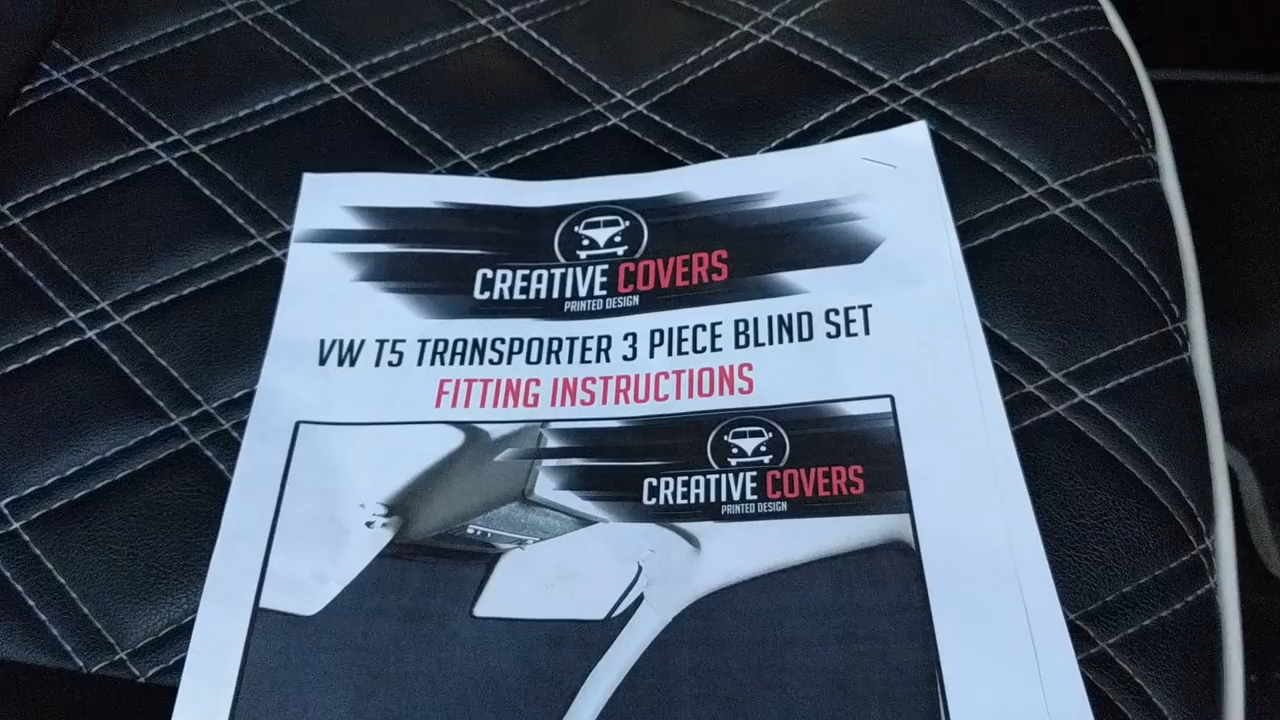 CREATIVE COVERS
PRINTED DESIGN
VW T5 TRANSPORTER 3 PIECE BLIND SET
FITTING INSTRUCTIONS
CREATIVE COVERS
PRINTED DESIGN